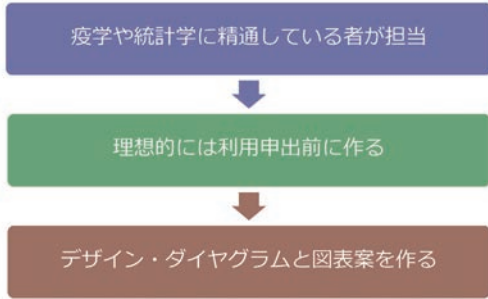 疫学や統計学に精通している者が担当
理想的には利用申出前に作る
デザイン・ダイヤグラムと図表案を作る